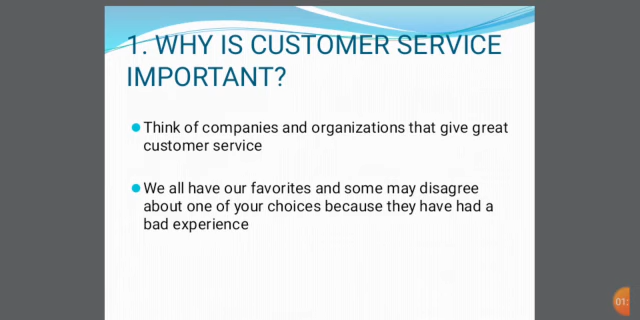 1. WHY IS CUSTOMER SERVICE
IMPORTANT?
Think of companies and organizations that give great
customer service
We all have our favorites and some may disagree
about one of your choices because they have had a
bad experience
01: